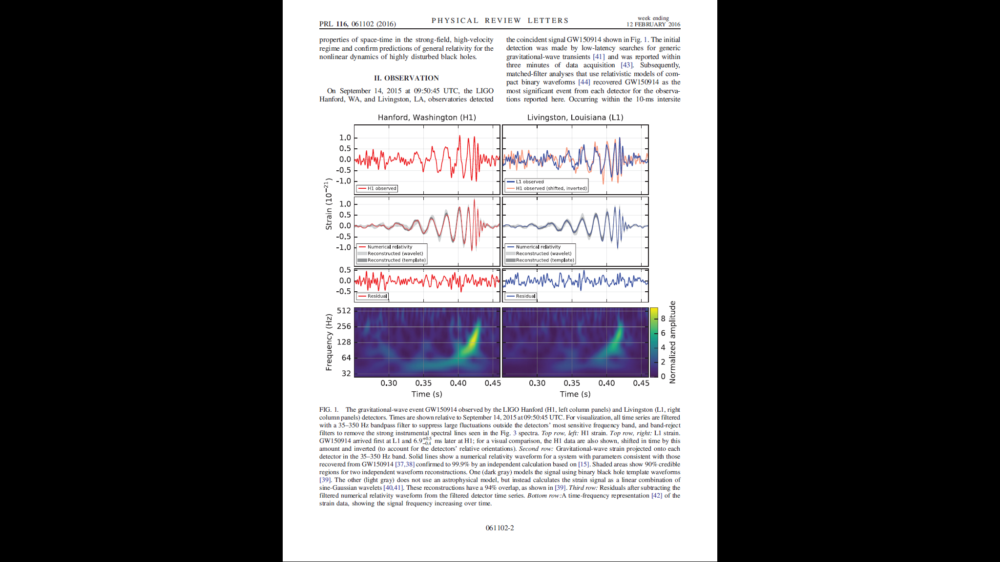 PRL 116, 061102 (2016)
PHYSICAL REVIEW LETTERS
week ending
12 FEBRUARY 2016
properties of space-time in the strong-field, high-velocity
regime and confirm predictions of general relativity for the
nonlinear dynamics of highly disturbed black holes.
II. OBSERVATION
On September 14, 2015 at 09:50:45 UTC, the LIGO
Hanford, WA, and Livingston, LA, observatories detected
the coincident signal GW150914 shown in Fig. 1. The initial
detection was made by low-latency searches for generic
gravitational-wave transients [41] and was reported within
three minutes of data acquisition [43]. Subsequently,
matched-filter analyses that use relativistic models of com-
pact binary waveforms [44] recovered GW150914 as the
most significant event from each detector for the observa-
tions reported here. Occurring within the 10-ms intersite
Hanford, Washington (H1)
Livingston, Louisiana (L1)
Strain (10⁻²¹)
1.0
0.5
0.0
-0.5
-1.0
H1 observed
L1 observed
H1 observed (shifted, inverted)
1.0
0.5
0.0
-0.5
-1.0
Numerical relativity
Reconstructed (wavelet)
Reconstructed (template)
Numerical relativity
Reconstructed (wavelet)
Reconstructed (template)
0.5
0.0
-0.5
Residual
Residual
Frequency (Hz)
512
256
128
64
32
Normalized amplitude
8
6
4
2
0
0.30 0.35 0.40 0.45
0.30 0.35 0.40 0.45
Time (s)
Time (s)
FIG. 1. The gravitational-wave event GW150914 observed by the LIGO Hanford (H1, left column panels) and Livingston (L1, right
column panels) detectors. Times are shown relative to September 14, 2015 at 09:50:45 UTC. For visualization, all time series are filtered
with a 35–350 Hz bandpass filter to suppress large fluctuations outside the detectors' most sensitive frequency band, and band-reject
filters to remove the strong instrumental spectral lines seen in the Fig. 3 spectra. Top row, left: H1 strain. Top row, right: L1 strain.
GW150914 arrived first at L1 and 6.9+0.5−0.4 ms later at H1; for a visual comparison, the H1 data are also shown, shifted in time by this
amount and inverted (to account for the detectors' relative orientations). Second row: Gravitational-wave strain projected onto each
detector in the 35–350 Hz band. Solid lines show a numerical relativity waveform for a system with parameters consistent with those
recovered from GW150914 [37,38] confirmed to 99.9% by an independent calculation based on [15]. Shaded areas show 90% credible
regions for two independent waveform reconstructions. One (dark gray) models the signal using binary black hole template waveforms
[39]. The other (light gray) does not use an astrophysical model, but instead calculates the strain signal as a linear combination of
sine-Gaussian wavelets [40,41]. These reconstructions have a 94% overlap, as shown in [39]. Third row: Residuals after subtracting the
filtered numerical relativity waveform from the filtered detector time series. Bottom row:A time-frequency representation [42] of the
strain data, showing the signal frequency increasing over time.
061102-2